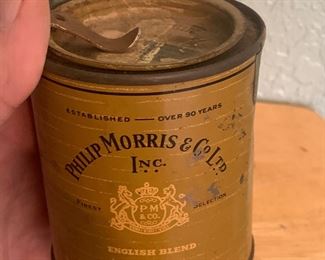 ESTABLISHED — OVER 90 YEARS
PHILIP MORRIS & CO LTD
INC.
FINEST SELECTION
PM
& CO.
ENGLISH BLEND